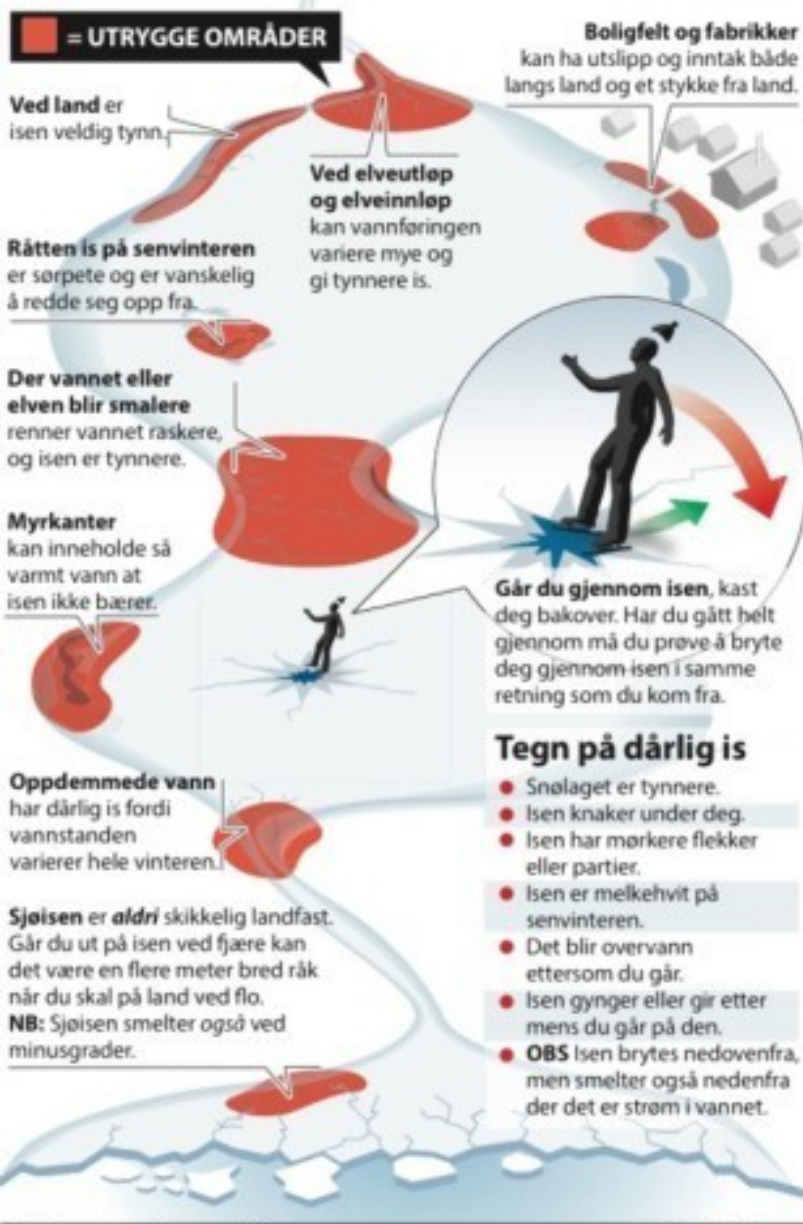 = UTRYGGE OMRÅDER
Boligfelt og fabrikker
kan ha utslipp og inntak både
langs land og et stykke fra land.
Ved land er
isen veldig tynn.
Ved elveutløp
og elveinnløp
kan vannføringen
variere mye og
gi tynnere is.
Råtten is på senvinteren
er sørpete og er vanskelig
å redde seg opp fra.
Der vannet eller
elven blir smalere
renner vannet raskere,
og isen er tynnere.
Myrkanter
kan inneholde så
varmt vann at
isen ikke bærer.
Går du gjennom isen, kast
deg bakover. Har du gått helt
gjennom må du prøve å bryte
deg gjennom isen i samme
retning som du kom fra.
Oppdemmede vann
har dårlig is fordi
vannstanden
varierer hele vinteren.
Sjøisen er aldri skikkelig landfast.
Går du ut på isen ved fjære kan
det være en flere meter bred råk
når du skal på land ved flo.
NB: Sjøisen smelter også ved
minusgrader.
Tegn på dårlig is
Snølaget er tynnere.
Isen knaker under deg.
Isen har mørkere flekker
eller partier.
Isen er melkehvit på
senvinteren.
Det blir overvann
ettersom du går.
Isen gynger eller gir etter
mens du går på den.
OBS Isen brytes nedovenfra,
men smelter også nedenfra
der det er strøm i vannet.